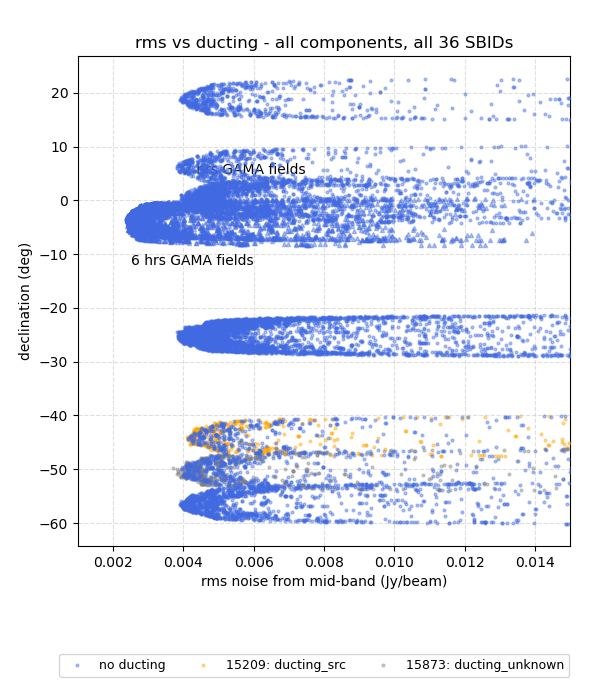 rms vs ducting - all components, all 36 SBIDs
20
10
0
−10
−20
−30
−40
−50
−60
declination (deg)
hrs GAMA fields
6 hrs GAMA fields
0.002 0.004 0.006 0.008 0.010 0.012 0.014
rms noise from mid-band (Jy/beam)
no ducting 15209: ducting_src 15873: ducting_unknown